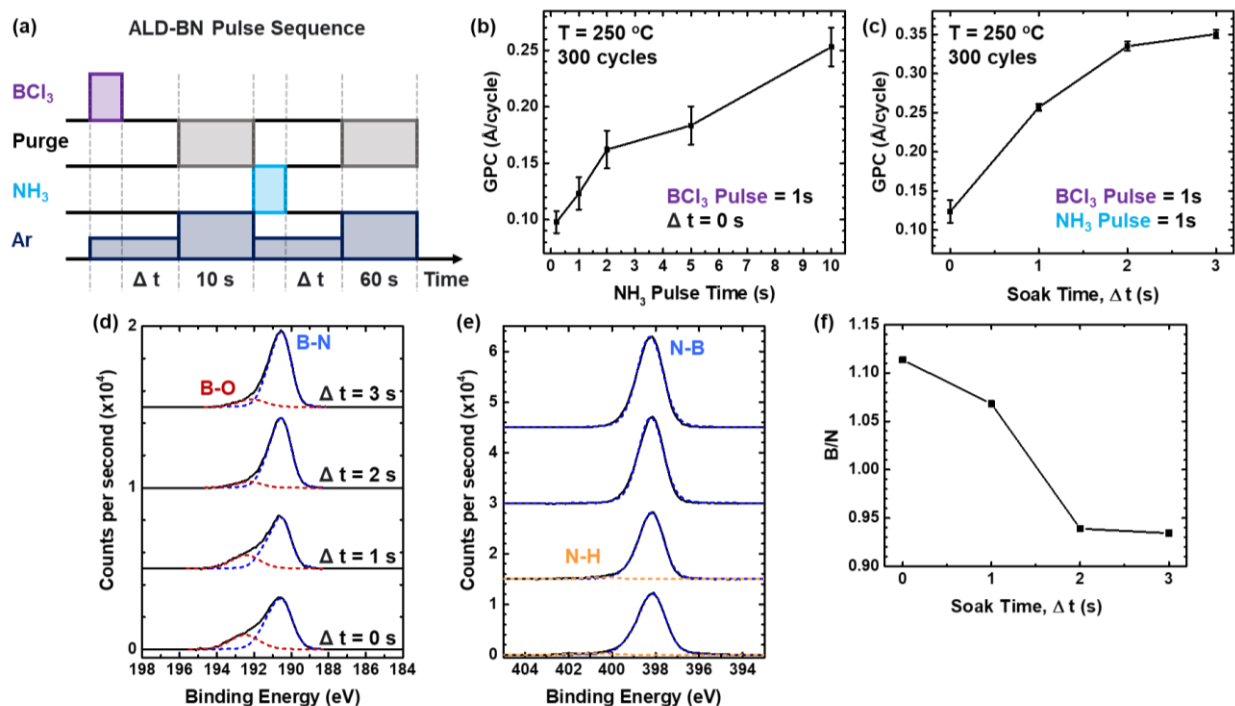 (a)
ALD-BN Pulse Sequence
BCl₃
Purge
NH₃
Ar
Δ t
10 s
Δ t
60 s
Time
(b)
T = 250 °C
300 cycles
GPC (Å/cycle)
0.25
0.20
0.15
0.10
BCl₃ Pulse = 1s
Δ t = 0 s
0 1 2 3 4 5 6 7 8 9 10
NH₃ Pulse Time (s)
(c)
T = 250 °C
300 cycles
GPC (Å/cycle)
0.35
0.30
0.25
0.20
0.15
0.10
BCl₃ Pulse = 1s
NH₃ Pulse = 1s
0 1 2 3
Soak Time, Δ t (s)
(d)
Counts per second (x10⁴)
2
1
0
B-N
B-O
Δ t = 3 s
Δ t = 2 s
Δ t = 1 s
Δ t = 0 s
198 196 194 192 190 188 186 184
Binding Energy (eV)
(e)
Counts per second (x10⁴)
6
5
4
3
2
1
0
N-B
N-H
404 402 400 398 396 394
Binding Energy (eV)
(f)
B/N
1.15
1.10
1.05
1.00
0.95
0.90
0 1 2 3
Soak Time, Δ t (s)